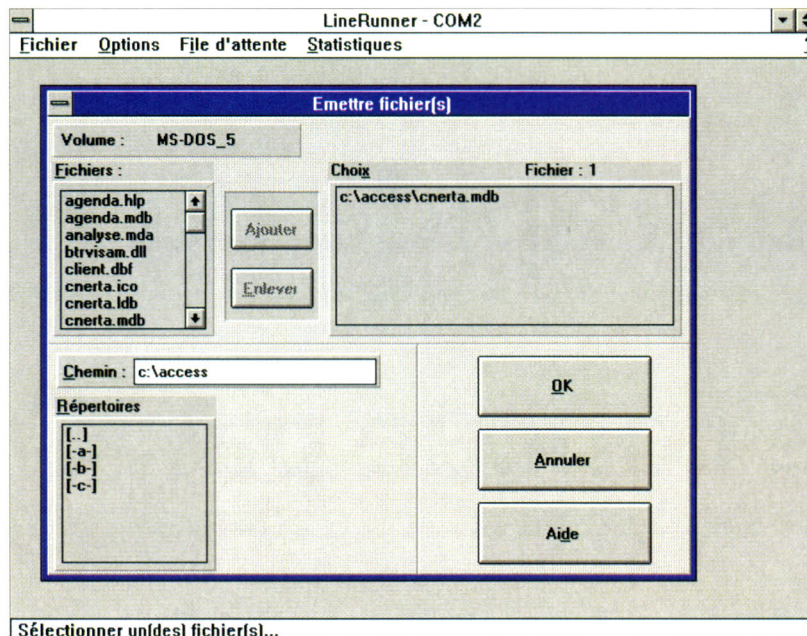 LineRunner - COM2
Fichier Options File d'attente Statistiques ?
Emettre fichier(s)
Volume : MS-DOS_5
Fichiers :
agenda.hlp
agenda.mdb
analyse.mda
btrvisam.dll
client.dbf
cnerta.ico
cnerta.ldb
cnerta.mdb
Ajouter
Enlever
Choix Fichier : 1
c:\access\cnerta.mdb
Chemin : c:\access
Répertoires
[..]
[-a-]
[-b-]
[-c-]
OK
Annuler
Aide
Sélectionner un(des) fichier(s)...